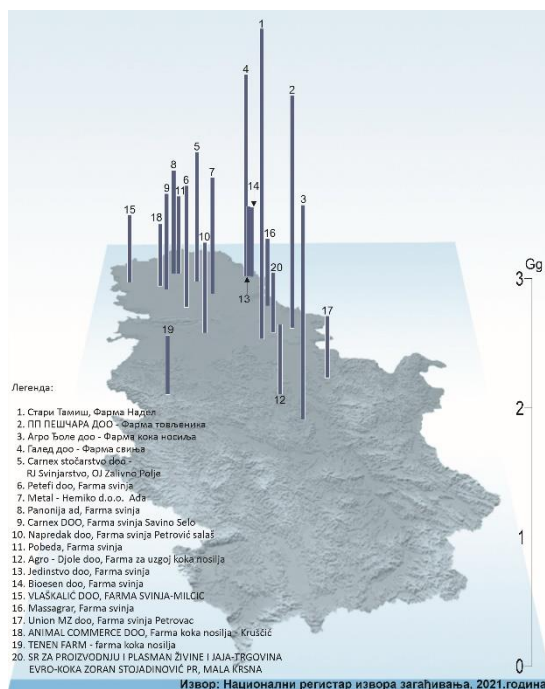 1
4
2
14
5
8
7
11
6
9
3
15
18
16
10
20
Gg
3
13
17
19
12
2
1
0
Легенда:
1. Стари Тамиш, Фарма Надел
2. ПП ПЕШЧАРА ДОО - Фарма товљеника
3. Агро Ђоле доо - Фарма кока носиља
4. Галед доо - Фарма свиња
5. Carnex stočarstvo doo -
RJ Svinjarstvo, OJ Zalivno Polje
6. Petefi doo, Farma svinja
7. Metal - Hemiko d.o.o. Ada
8. Panonija ad, Farma svinja
9. Carnex DOO, Farma svinja Savino Selo
10. Napredak doo, Farma svinja Petrović salaš
11. Pobeda, Farma svinja
12. Agro - Djole doo, Farma za uzgoj koka nosilja
13. Jedinstvo doo, Farma svinja
14. Bioesen doo, Farma svinja
15. VLAŠKALIĆ DOO, FARMA SVINJA-MILCIC
16. Massagrar, Farma svinja
17. Union MZ doo, Farma svinja Petrovac
18. ANIMAL COMMERCE DOO, Farma koka nosilja - Kruščić
19. TENEN FARM - farma koka nosilja
20. SR ZA PROIZVODNJU I PLASMAN ŽIVINE I JAJA-TRGOVINA
EVRO-KOKA ZORAN STOJADINOVIĆ PR, MALA KRSNA
Извор: Национални регистар извора загађивања, 2021.година